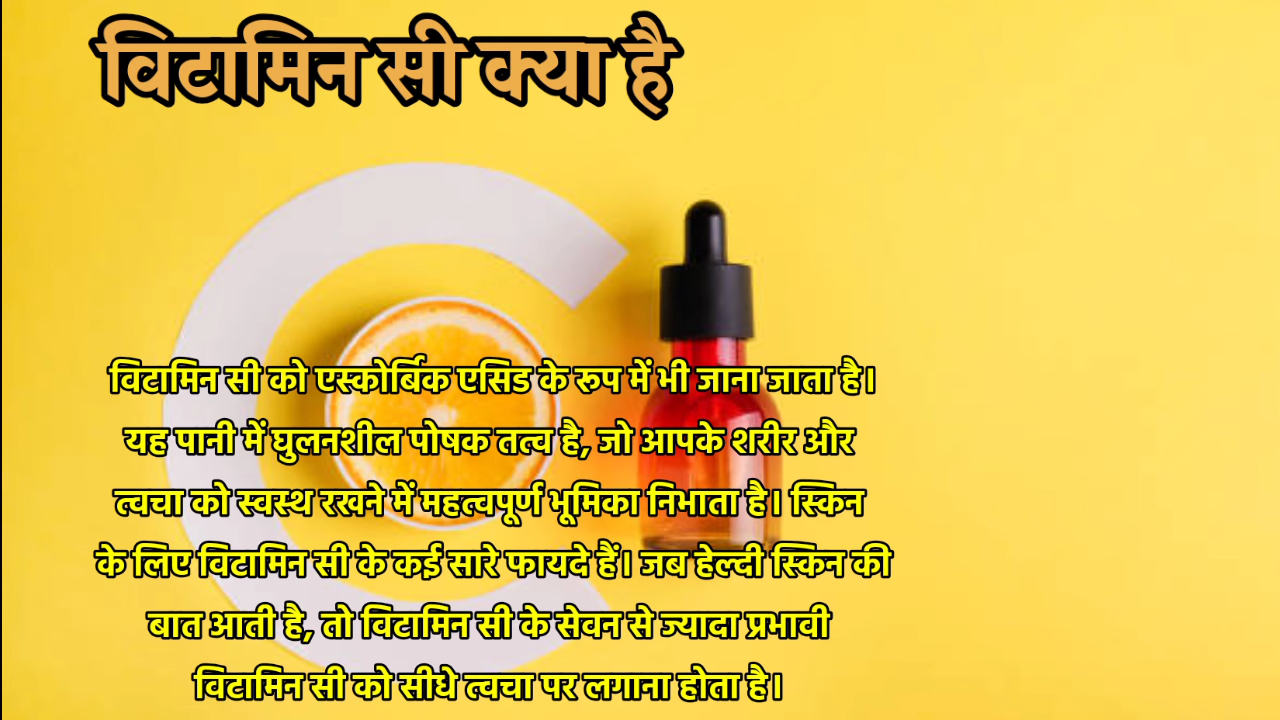 विटामिन सी क्या है
विटामिन सी को एस्कोर्बिक एसिड के रूप में भी जाना जाता है।
यह पानी में घुलनशील पोषक तत्व है, जो आपके शरीर और
त्वचा को स्वस्थ रखने में महत्वपूर्ण भूमिका निभाता है। स्किन
के लिए विटामिन सी के कई सारे फायदे हैं। जब हेल्दी स्किन की
बात आती है, तो विटामिन सी के सेवन से ज्यादा प्रभावी
विटामिन सी को सीधे त्वचा पर लगाना होता है।